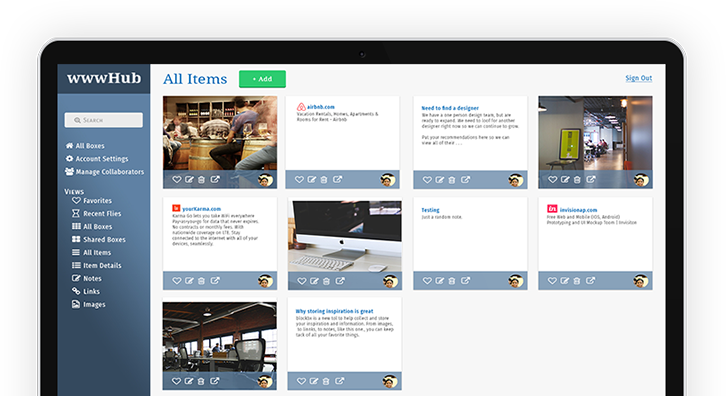 wwwHub
All Items
+ Add
Sign Out
Search
All Boxes
Account Settings
Manage Collaborators
Views
Favorites
Recent Flies
All Boxes
Shared Boxes
All Items
Item Details
Notes
Links
Images
airbnb.com
Vacation Rentals, Homes, Apartments &
Rooms for Rent - Airbnb
Need to find a designer
We have a one person design team, but are
ready to expand. We need to loof for another
designer right now so we can continue to grow.
Put your recommendations here so we can
view all of their ....
yourKarma.com
Karma Go lets you take WiFi everywhere
Pay-as-you-go for data that never expires.
No contracts or monthly fees. With
nationwide coverage on LTE. Stay
connected to the internet with all of your
devices, seamlessly.
Testing
Just a random note.
invisionap.com
Free Web and Mobile (iOS, Android)
Prototyping and UI Mockup Tool | InVision
Why storing inspiration is great
is a new tol to help collect and store
your inspiration and information. From images,
to links, to notes, like this one, you can keep
tack of all your favorite things.